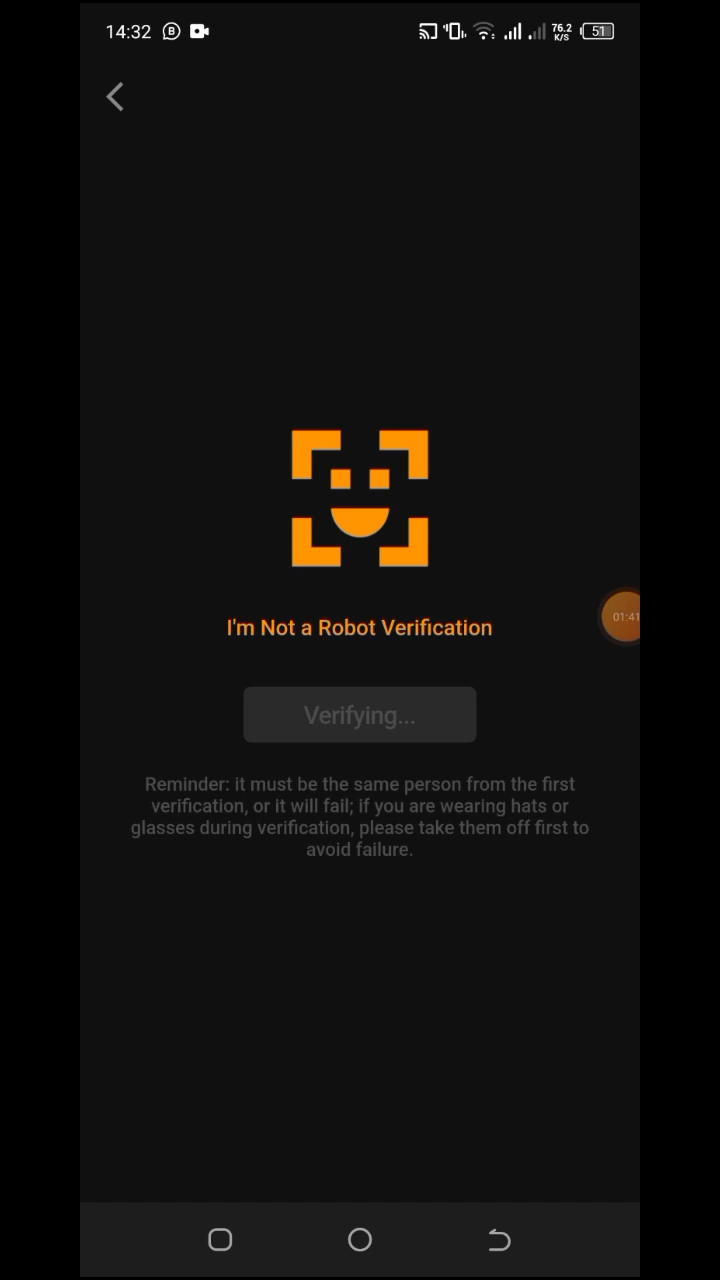 14:32
76.2
K/S
51
I'm Not a Robot Verification
01:41
Verifying...
Reminder: it must be the same person from the first
verification, or it will fail; if you are wearing hats or
glasses during verification, please take them off first to
avoid failure.